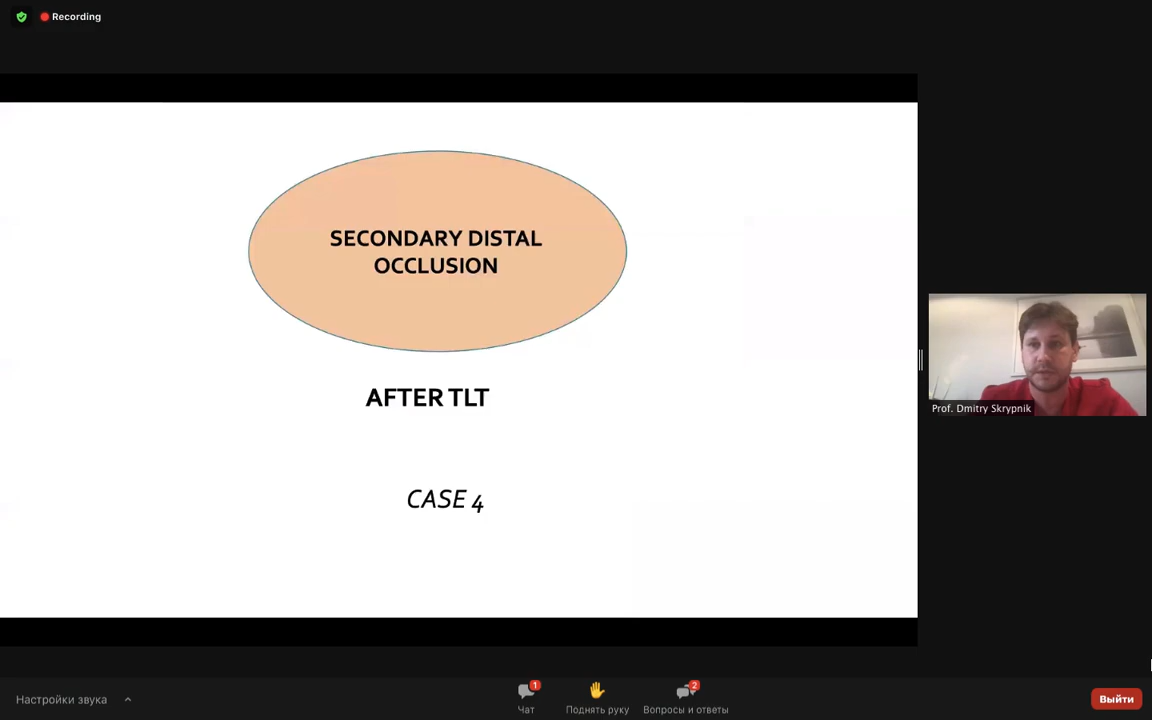 Recording
SECONDARY DISTAL
OCCLUSION
AFTER TLT
CASE 4
Prof. Dmitry Skrypnik
Настройки звука
1
Чат
Поднять руку
2
Вопросы и ответы
Выйти